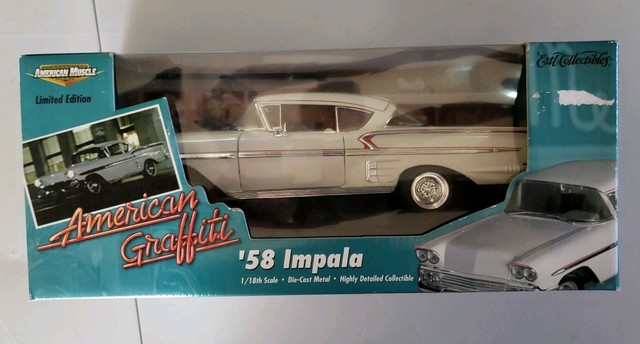 AMERICAN MUSCLE
Limited Edition
Ertl Collectibles
American
Graffiti
'58 Impala
1/18th Scale • Die-Cast Metal • Highly Detailed Collectible